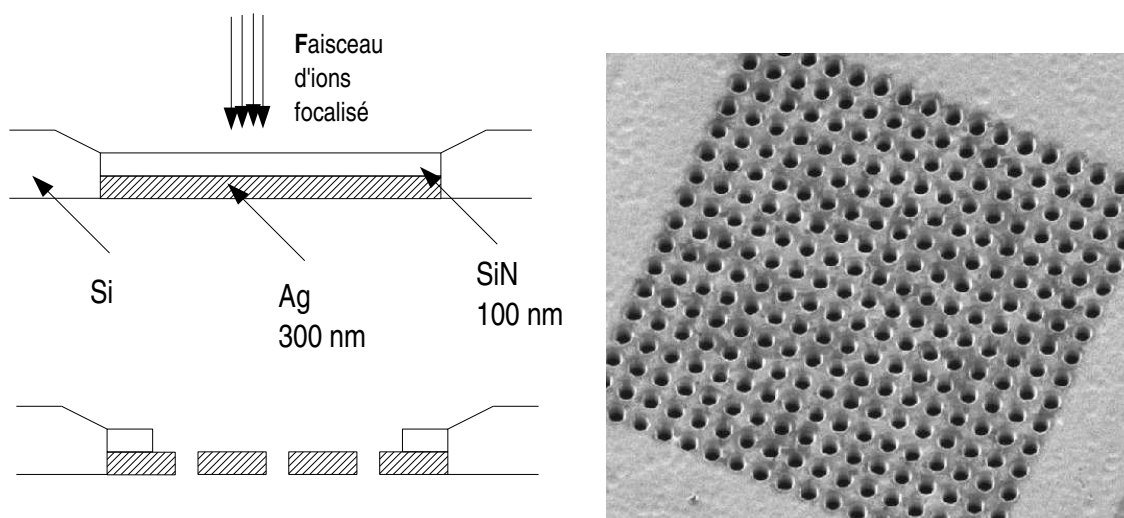 Faisceau
d'ions
focalisé
Si
Ag
300 nm
SiN
100 nm